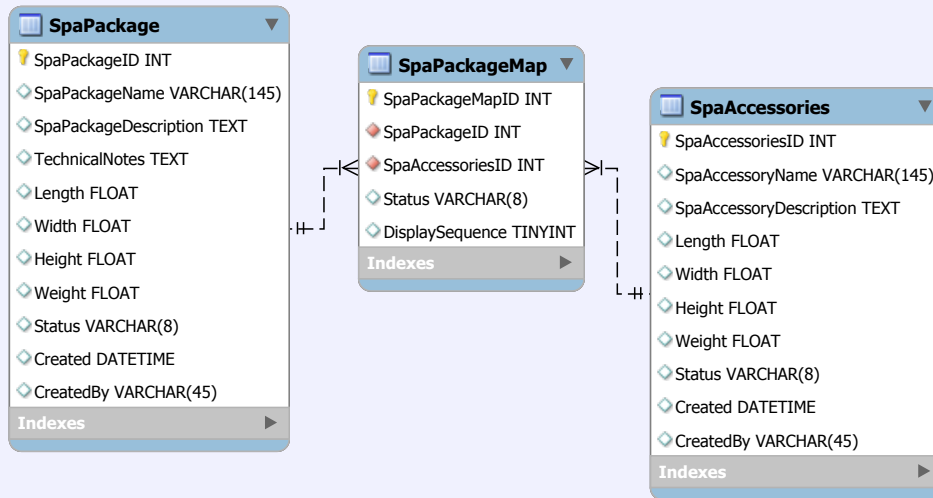 SpaPackage
SpaPackageID INT
SpaPackageName VARCHAR(145)
SpaPackageDescription TEXT
TechnicalNotes TEXT
Length FLOAT
Width FLOAT
Height FLOAT
Weight FLOAT
Status VARCHAR(8)
Created DATETIME
CreatedBy VARCHAR(45)
Indexes
SpaPackageMap
SpaPackageMapID INT
SpaPackageID INT
SpaAccessoriesID INT
Status VARCHAR(8)
DisplaySequence TINYINT
Indexes
SpaAccessories
SpaAccessoriesID INT
SpaAccessoryName VARCHAR(145)
SpaAccessoryDescription TEXT
Length FLOAT
Width FLOAT
Height FLOAT
Weight FLOAT
Status VARCHAR(8)
Created DATETIME
CreatedBy VARCHAR(45)
Indexes